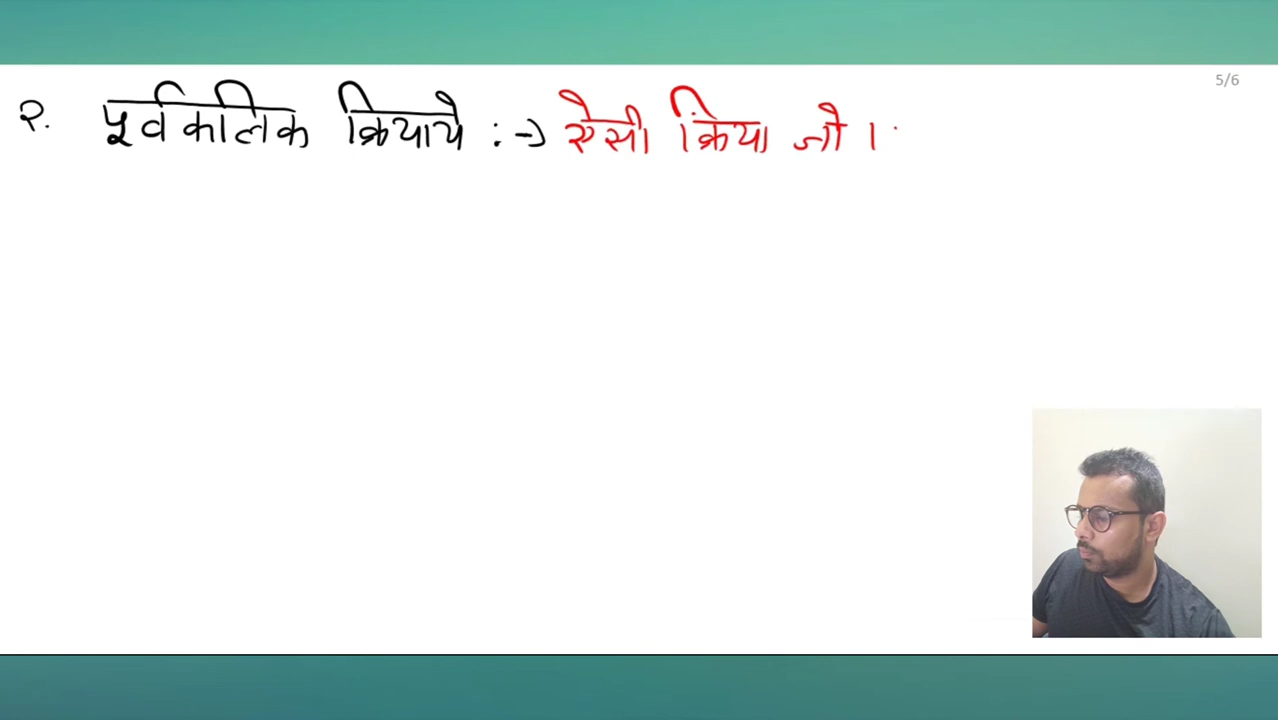 5/6
२. पूर्वकालिक क्रियाये :-> ऐसी क्रिया जो